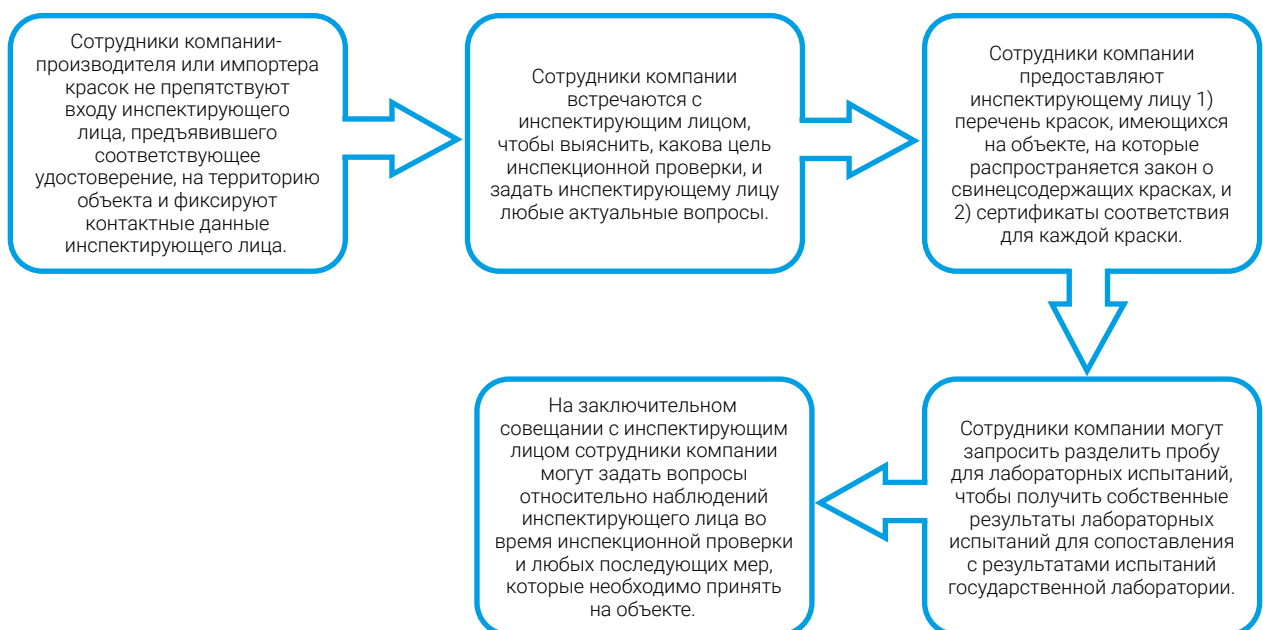 Сотрудники компании-
производителя или импортера
красок не препятствуют
входу инспектирующего
лица, предъявившего
соответствующее
удостоверение, на территорию
объекта и фиксируют
контактные данные
инспектирующего лица.
Сотрудники компании
встречаются с
инспектирующим лицом,
чтобы выяснить, какова цель
инспекционной проверки, и
задать инспектирующему лицу
любые актуальные вопросы.
Сотрудники компании
предоставляют
инспектирующему лицу 1)
перечень красок, имеющихся
на объекте, на которые
распространяется закон о
свинецсодержащих красках, и
2) сертификаты соответствия
для каждой краски.
Сотрудники компании могут
запросить разделить пробу
для лабораторных испытаний,
чтобы получить собственные
результаты лабораторных
испытаний для сопоставления
с результатами испытаний
государственной лаборатории.
На заключительном
совещании с инспектирующим
лицом сотрудники компании
могут задать вопросы
относительно наблюдений
инспектирующего лица во
время инспекционной проверки
и любых последующих мер,
которые необходимо принять
на объекте.